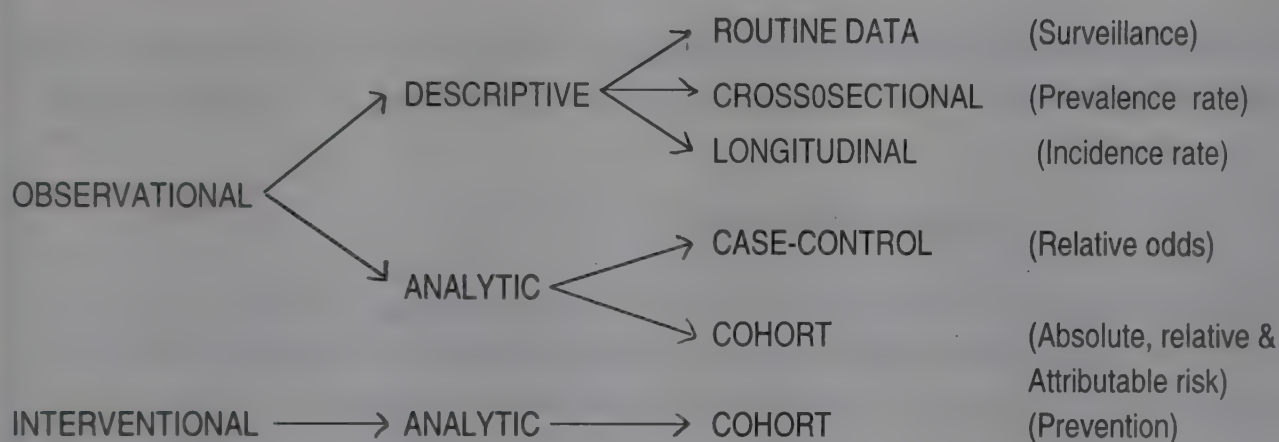 ROUTINE DATA (Surveillance)
DESCRIPTIVE CROSS0SECTIONAL (Prevalence rate)
LONGITUDINAL (Incidence rate)
OBSERVATIONAL
CASE-CONTROL (Relative odds)
ANALYTIC
COHORT (Absolute, relative &
Attributable risk)
INTERVENTIONAL ANALYTIC COHORT (Prevention)